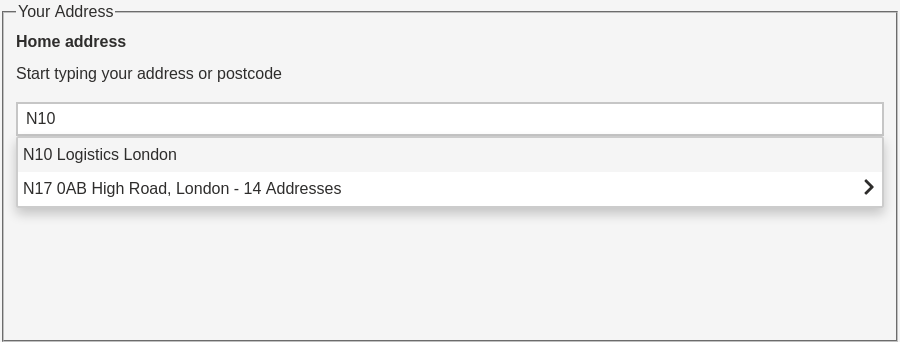 Your Address
Home address
Start typing your address or postcode
N10
N10 Logistics London
N17 0AB High Road, London - 14 Addresses